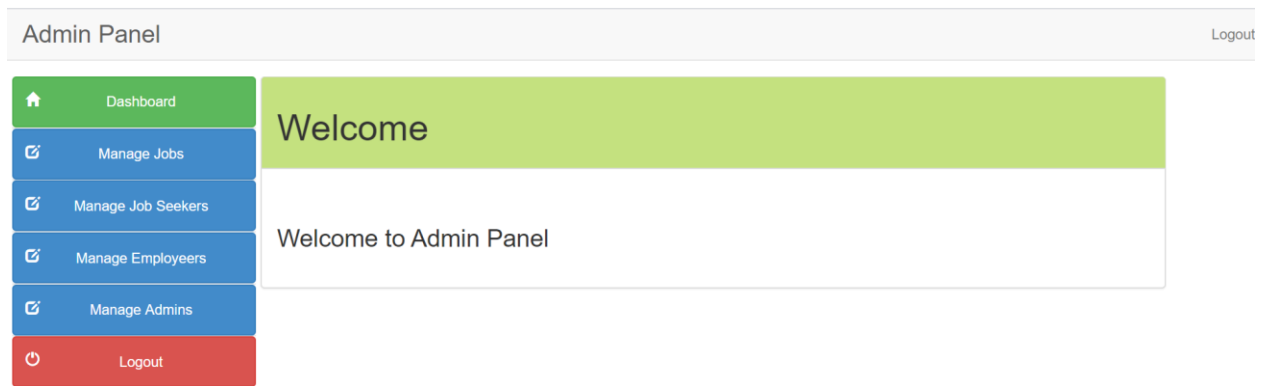 Admin Panel
Logout
Dashboard
Manage Jobs
Manage Job Seekers
Manage Employeers
Manage Admins
Logout
Welcome
Welcome to Admin Panel